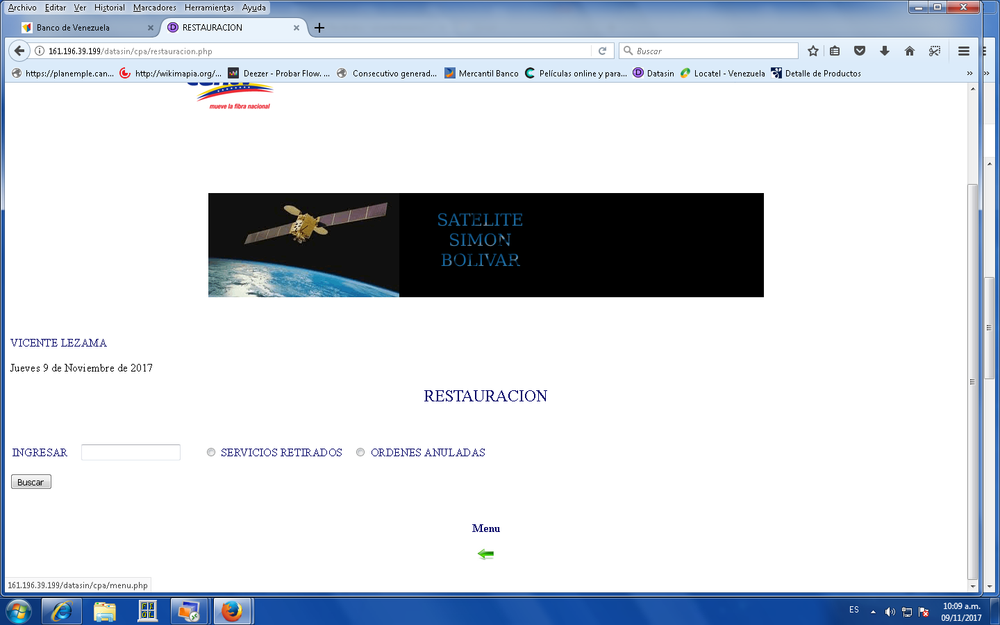 Archivo Editar Ver Historial Marcadores Herramientas Ayuda
Banco de Venezuela
RESTAURACION
161.196.39.199/datasin/cpa/restauracion.php
Buscar
https://planemple.can...
http://wikimapia.org/...
Deezer - Probar Flow. ...
Consecutivo generad...
Mercantil Banco
Películas online y para...
Datasin
Locatel - Venezuela
Detalle de Productos
mueve la fibra nacional
SATELITE
SIMON
BOLIVAR
VICENTE LEZAMA
Jueves 9 de Noviembre de 2017
RESTAURACION
INGRESAR
SERVICIOS RETIRADOS
ORDENES ANULADAS
Buscar
Menu
161.196.39.199/datasin/cpa/menu.php
ES
10:09 a.m.
09/11/2017